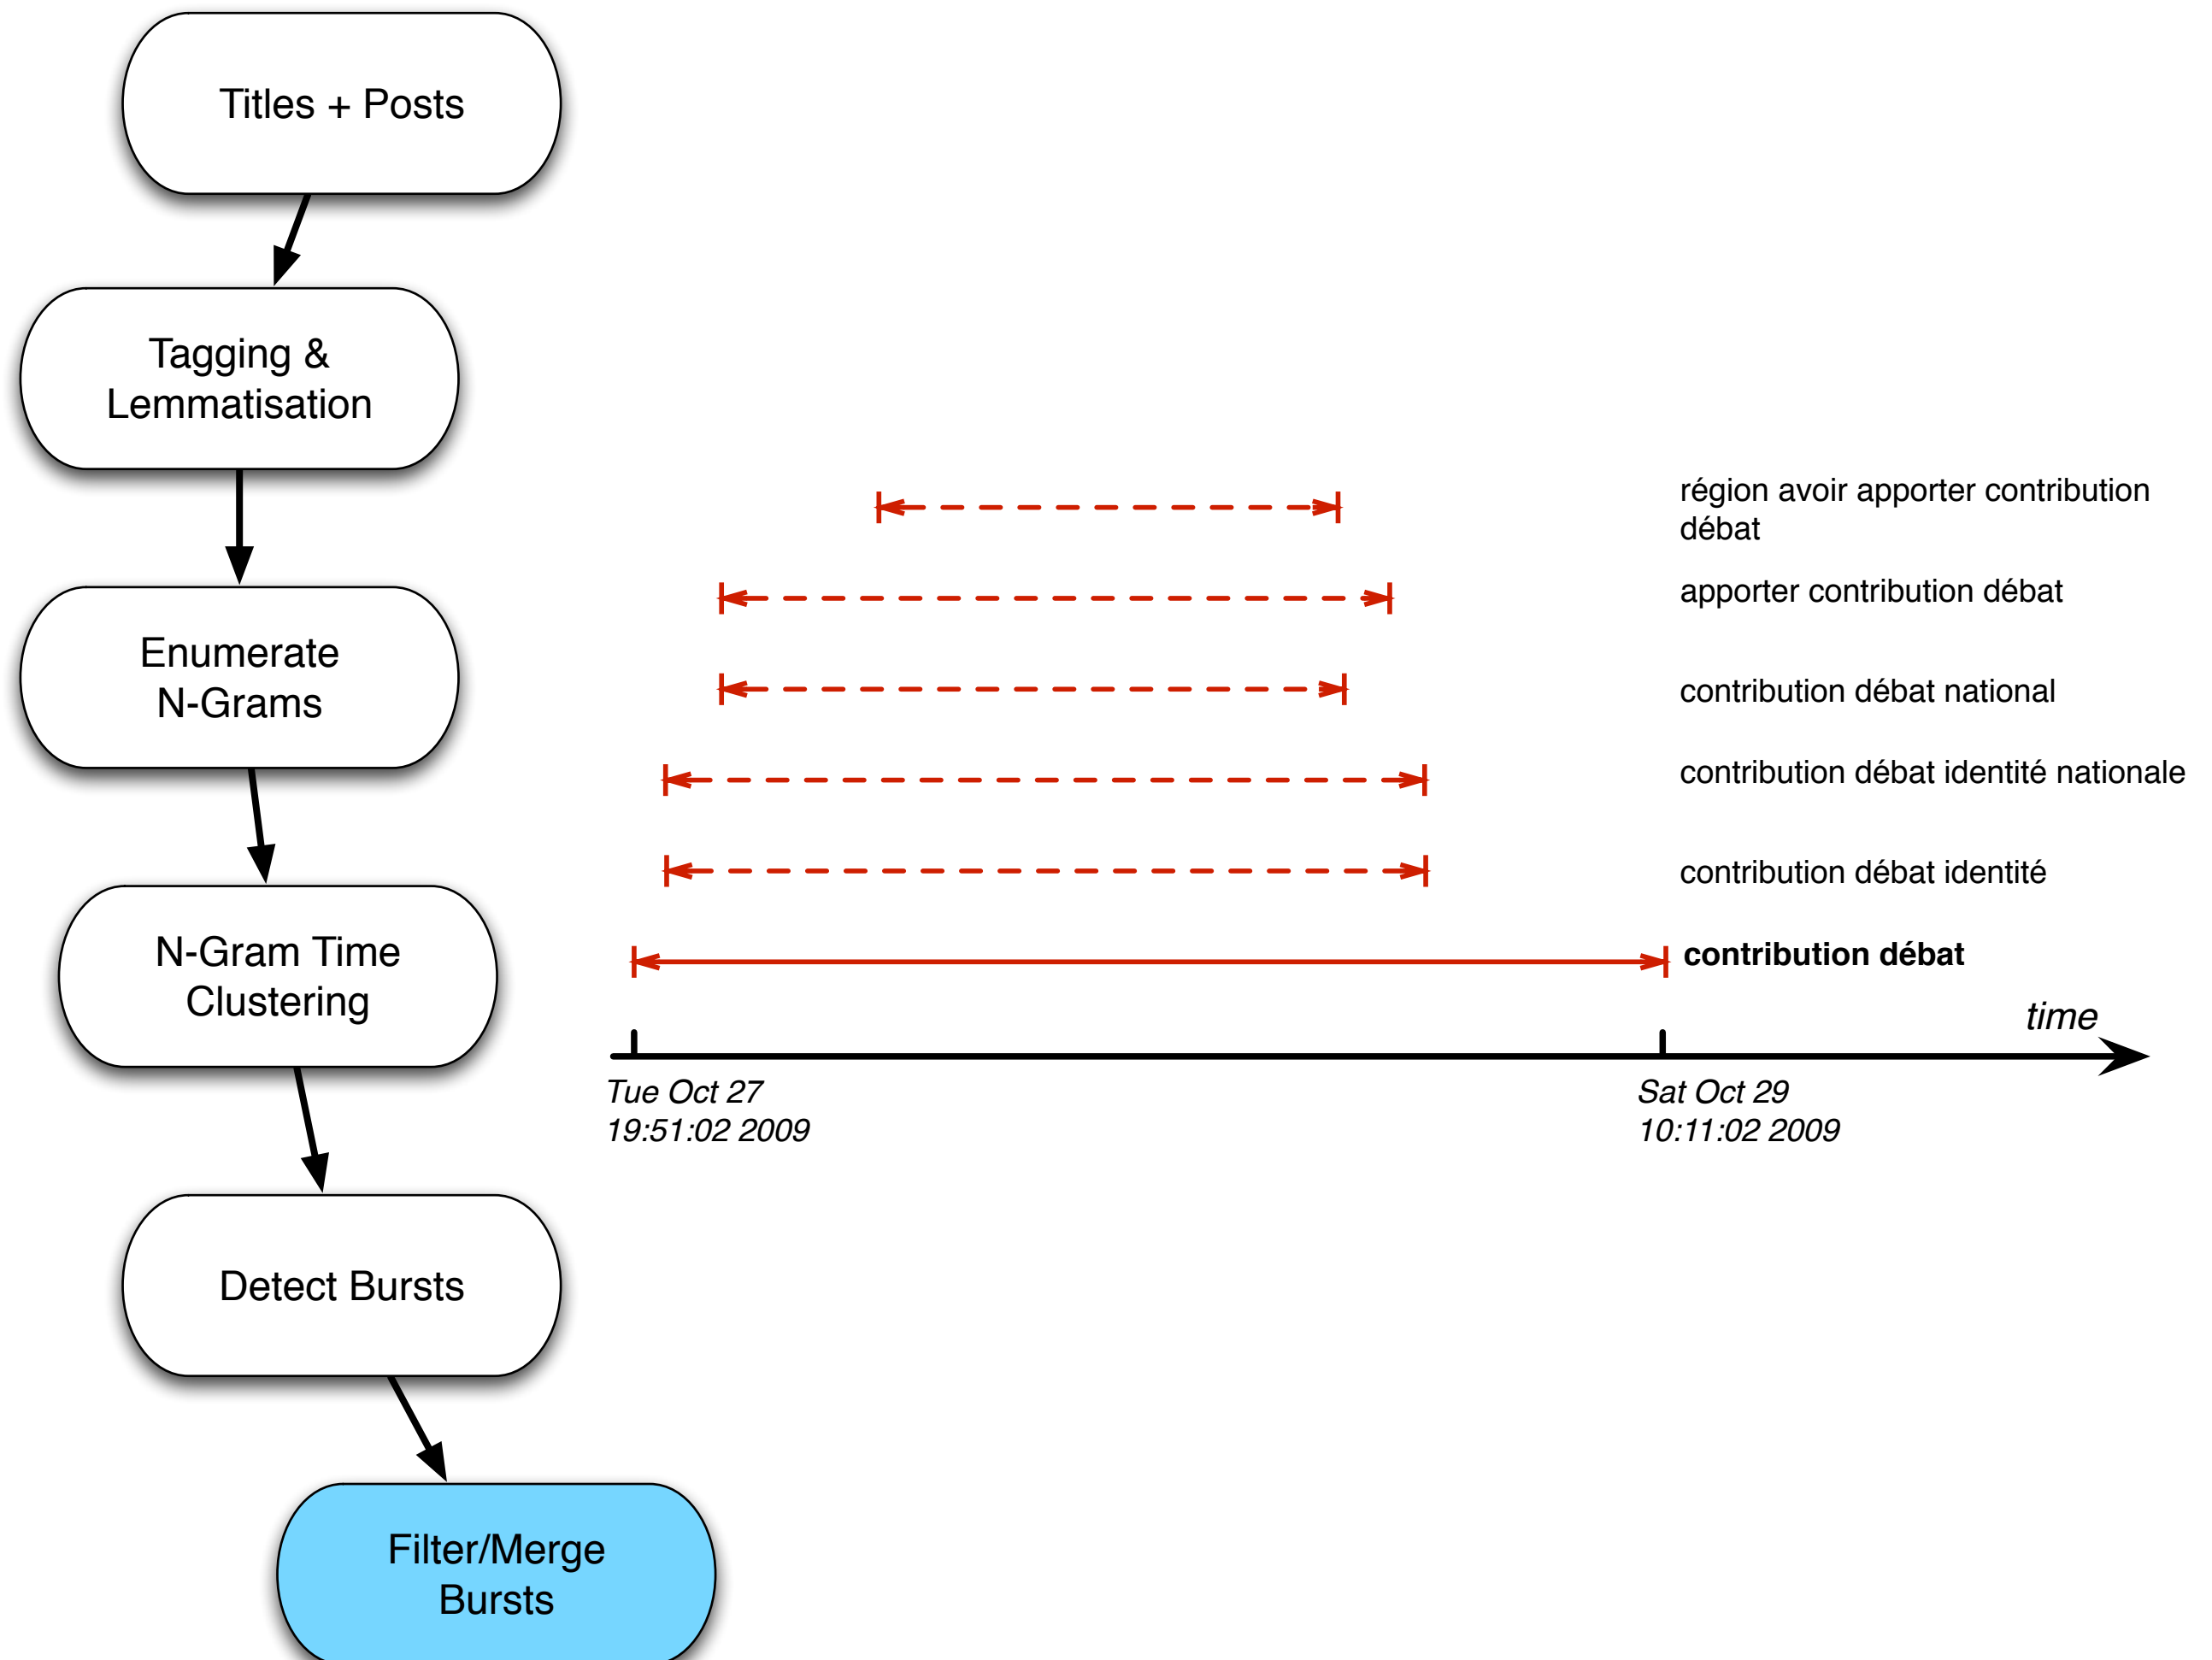 Titles + Posts
Tagging &
Lemmatisation
Enumerate
N-Grams
N-Gram Time
Clustering
Detect Bursts
Filter/Merge
Bursts
région avoir apporter contribution
débat
apporter contribution débat
contribution débat national
contribution débat identité nationale
contribution débat identité
contribution débat
time
Tue Oct 27
19:51:02 2009
Sat Oct 29
10:11:02 2009